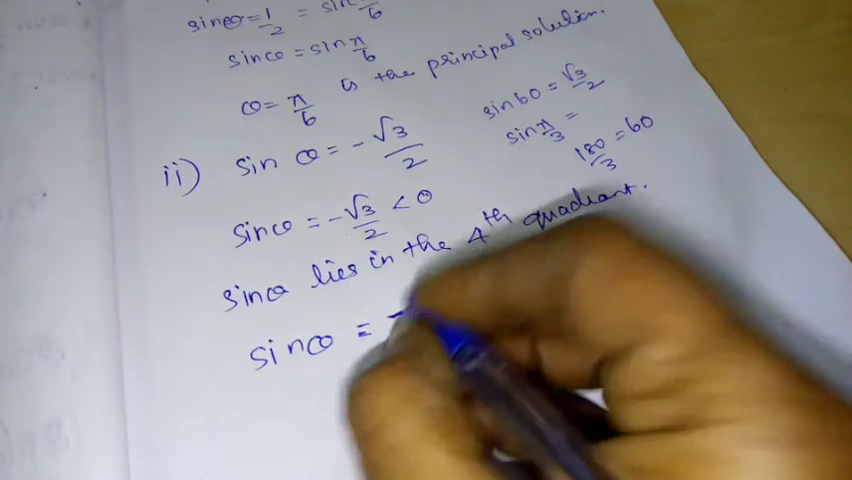 sinθ = 1/2 = sin π/6
sinθ = sin π/6
θ = π/6 is the principal solution.
ii) sin θ = - √3/2
sin 60 = √3/2
sin π/3 =
180/3 = 60
sinθ = - √3/2 < 0
sinθ lies in the 4th quadrant.
sinθ = -